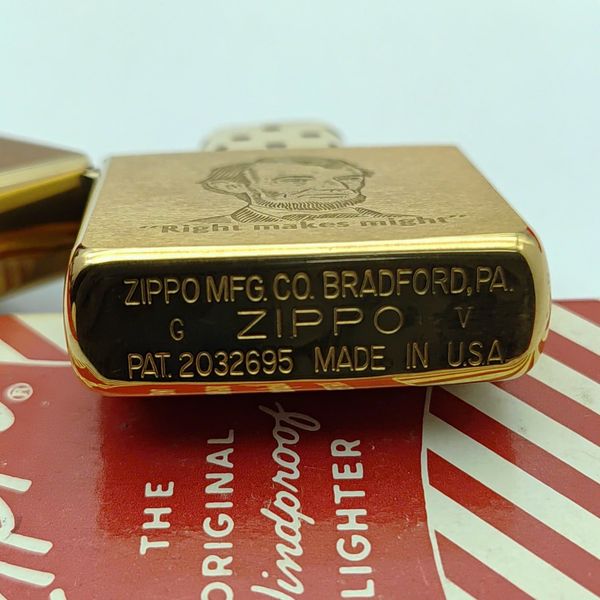 "Right makes might"
ZIPPO MFG. CO. BRADFORD, PA.
G ZIPPO V
PAT. 2032695 MADE IN U.S.A.
®
THE
ORIGINAL
Windproof
LIGHTER